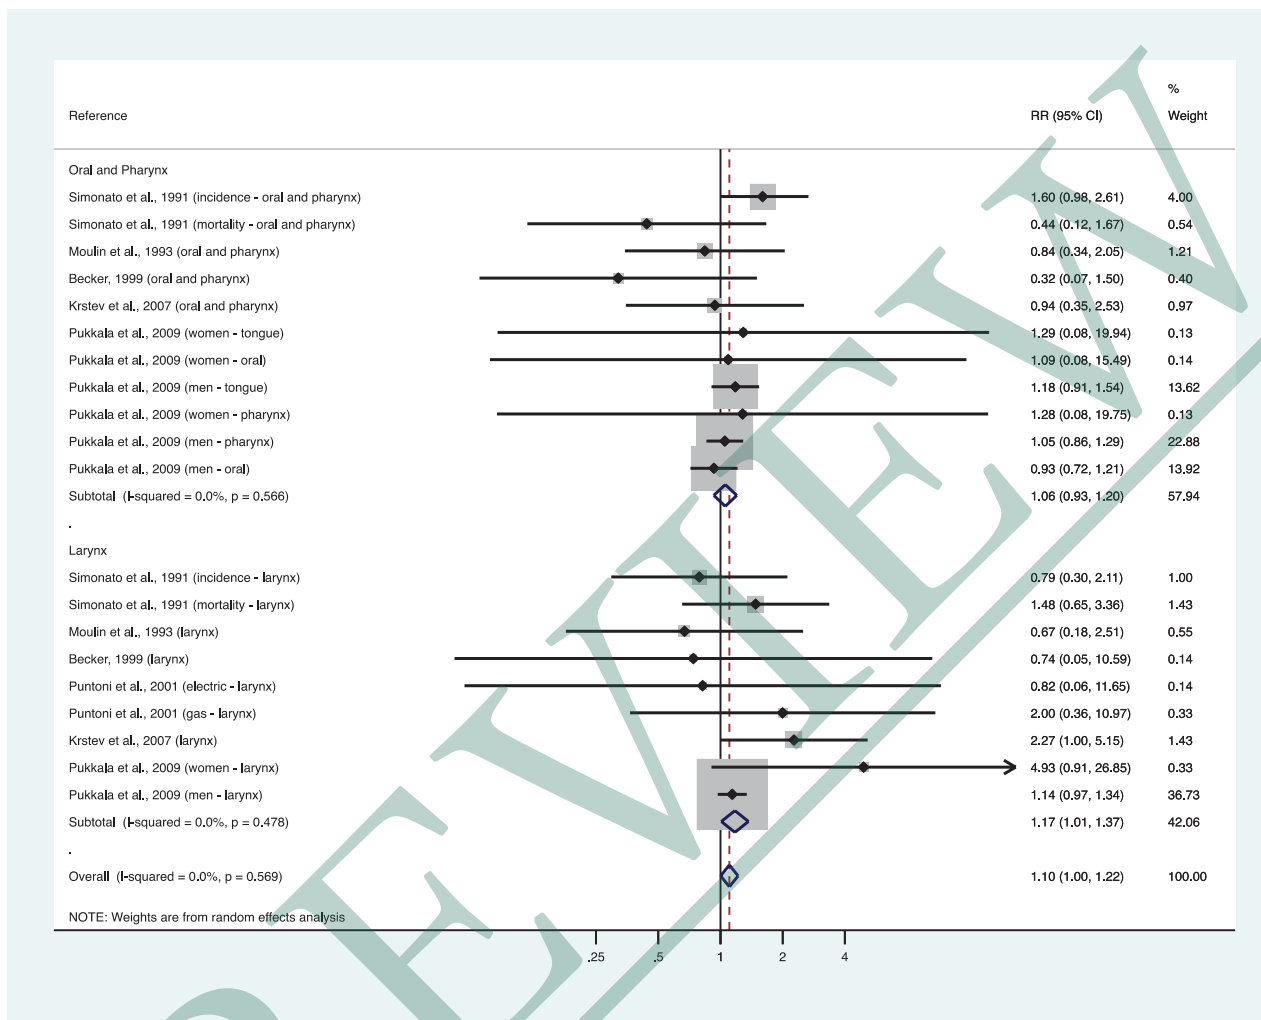 %
Reference RR (95% CI) Weight
Oral and Pharynx
Simonato et al., 1991 (incidence - oral and pharynx) 1.60 (0.98, 2.61) 4.00
Simonato et al., 1991 (mortality - oral and pharynx) 0.44 (0.12, 1.67) 0.54
Moulin et al., 1993 (oral and pharynx) 0.84 (0.34, 2.05) 1.21
Becker, 1999 (oral and pharynx) 0.32 (0.07, 1.50) 0.40
Krstev et al., 2007 (oral and pharynx) 0.94 (0.35, 2.53) 0.97
Pukkala et al., 2009 (women - tongue) 1.29 (0.08, 19.94) 0.13
Pukkala et al., 2009 (women - oral) 1.09 (0.08, 15.49) 0.14
Pukkala et al., 2009 (men - tongue) 1.18 (0.91, 1.54) 13.62
Pukkala et al., 2009 (women - pharynx) 1.28 (0.08, 19.75) 0.13
Pukkala et al., 2009 (men - pharynx) 1.05 (0.86, 1.29) 22.88
Pukkala et al., 2009 (men - oral) 0.93 (0.72, 1.21) 13.92
Subtotal (I-squared = 0.0%, p = 0.566) 1.06 (0.93, 1.20) 57.94
.
Larynx
Simonato et al., 1991 (incidence - larynx) 0.79 (0.30, 2.11) 1.00
Simonato et al., 1991 (mortality - larynx) 1.48 (0.65, 3.36) 1.43
Moulin et al., 1993 (larynx) 0.67 (0.18, 2.51) 0.55
Becker, 1999 (larynx) 0.74 (0.05, 10.59) 0.14
Puntoni et al., 2001 (electric - larynx) 0.82 (0.06, 11.65) 0.14
Puntoni et al., 2001 (gas - larynx) 2.00 (0.36, 10.97) 0.33
Krstev et al., 2007 (larynx) 2.27 (1.00, 5.15) 1.43
Pukkala et al., 2009 (women - larynx) 4.93 (0.91, 26.85) 0.33
Pukkala et al., 2009 (men - larynx) 1.14 (0.97, 1.34) 36.73
Subtotal (I-squared = 0.0%, p = 0.478) 1.17 (1.01, 1.37) 42.06
.
Overall (I-squared = 0.0%, p = 0.569) 1.10 (1.00, 1.22) 100.00
NOTE: Weights are from random effects analysis
.25 .5 1 2 4